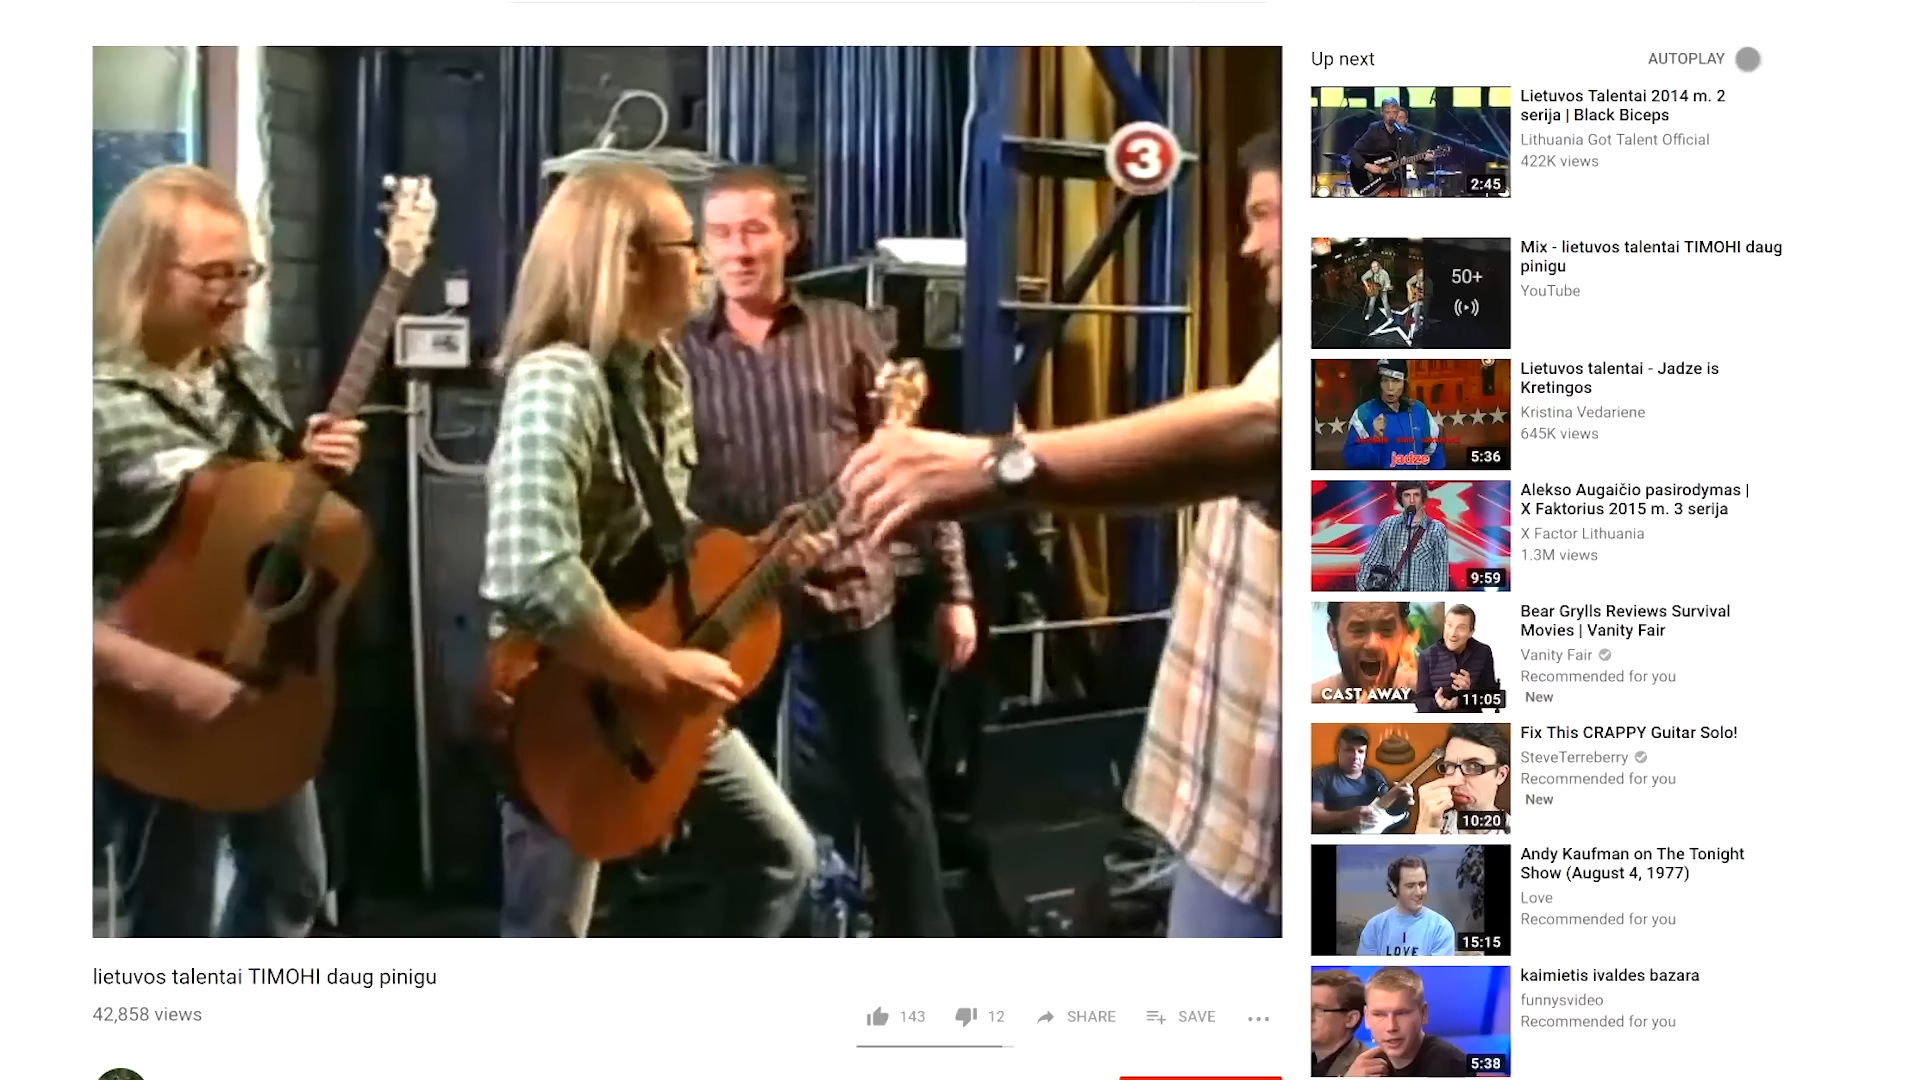 3
lietuvos talentai TIMOHI daug pinigu
42,858 views
143
12
SHARE
SAVE
Up next
AUTOPLAY
2:45
Lietuvos Talentai 2014 m. 2
serija | Black Biceps
Lithuania Got Talent Official
422K views
50+
Mix - lietuvos talentai TIMOHI daug
pinigu
YouTube
jadze
5:36
Lietuvos talentai - Jadze is
Kretingos
Kristina Vedariene
645K views
9:59
Alekso Augaičio pasirodymas |
X Faktorius 2015 m. 3 serija
X Factor Lithuania
1.3M views
CAST AWAY
11:05
Bear Grylls Reviews Survival
Movies | Vanity Fair
Vanity Fair
Recommended for you
New
10:20
Fix This CRAPPY Guitar Solo!
SteveTerreberry
Recommended for you
New
I
LOVE
15:15
Andy Kaufman on The Tonight
Show (August 4, 1977)
Love
Recommended for you
5:38
kaimietis ivaldes bazara
funnysvideo
Recommended for you